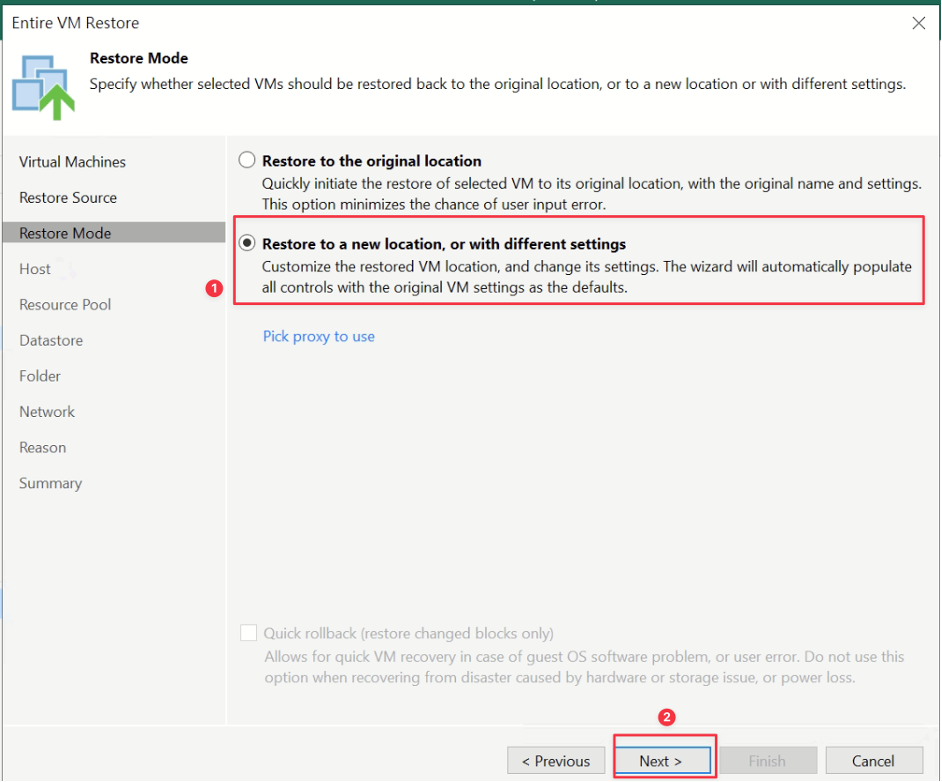 Entire VM Restore
Restore Mode
Specify whether selected VMs should be restored back to the original location, or to a new location or with different settings.
Virtual Machines
Restore Source
Restore Mode
Host
Resource Pool
Datastore
Folder
Network
Reason
Summary
Restore to the original location
Quickly initiate the restore of selected VM to its original location, with the original name and settings.
This option minimizes the chance of user input error.
1
Restore to a new location, or with different settings
Customize the restored VM location, and change its settings. The wizard will automatically populate
all controls with the original VM settings as the defaults.
Pick proxy to use
Quick rollback (restore changed blocks only)
Allows for quick VM recovery in case of guest OS software problem, or user error. Do not use this
option when recovering from disaster caused by hardware or storage issue, or power loss.
2
< Previous
Next >
Finish
Cancel